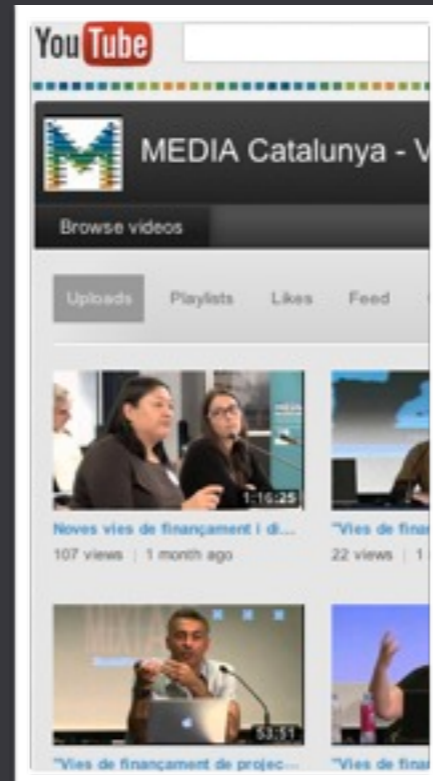 YouTube
MEDIA Catalunya - V
Browse videos
Uploads Playlists Likes Feed
1:16:25
Noves vies de finançament i di... "Vies de finan
107 views | 1 month ago 22 views | 1
53:51
"Vies de finançament de projec... "Vies de finan